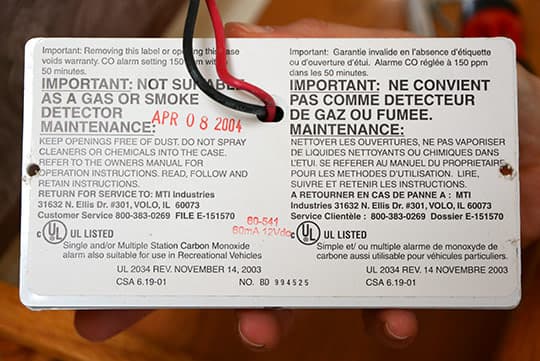 Important: Removing this label or opening this case
voids warranty. CO alarm setting 150 ppm with
50 minutes.
IMPORTANT: NOT SUITABLE
AS A GAS OR SMOKE
DETECTOR
MAINTENANCE:
APR 08 2004
KEEP OPENINGS FREE OF DUST. DO NOT SPRAY
CLEANERS OR CHEMICALS INTO THE CASE.
REFER TO THE OWNERS MANUAL FOR
OPERATION INSTRUCTIONS. READ, FOLLOW AND
RETAIN INSTRUCTIONS.
RETURN FOR SERVICE TO: MTI Industries
31632 N. Ellis Dr. #301, VOLO, IL 60073
Customer Service 800-383-0269 FILE E-151570
60-541
60mA 12Vdc
UL UL LISTED
Single and/or Multiple Station Carbon Monoxide
alarm also suitable for use in Recreational Vehicles
UL 2034 REV. NOVEMBER 14, 2003
CSA 6.19-01
NO. BD 994525
Important: Garantie invalide en l'absence d'étiquette
ou d'ouverture d'étui. Alarme CO réglée à 150 ppm
dans les 50 minutes.
IMPORTANT: NE CONVIENT
PAS COMME DETECTEUR
DE GAZ OU FUMEE.
MAINTENANCE:
NETTOYER LES OUVERTURES, NE PAS VAPORISER
DE LIQUIDES NETTOYANTS OU CHIMIQUES DANS
L'ETUI. SE REFERER AU MANUEL DU PROPRIETAIRE
POUR LES METHODES D'UTILISATION. LIRE,
SUIVRE ET RETENIR LES INSTRUCTIONS.
A RETOURNER EN CAS DE PANNE A : MTI
Industries 31632 N. Ellis Dr. #301, VOLO, IL 60073
Service Clientèle : 800-383-0269 Dossier E-151570
UL UL LISTED
Simple et/ ou multiple alarme de monoxyde de
carbone aussi utilisable pour véhicules particuliers.
UL 2034 REV. 14 NOVEMBRE 2003
CSA 6.19-01